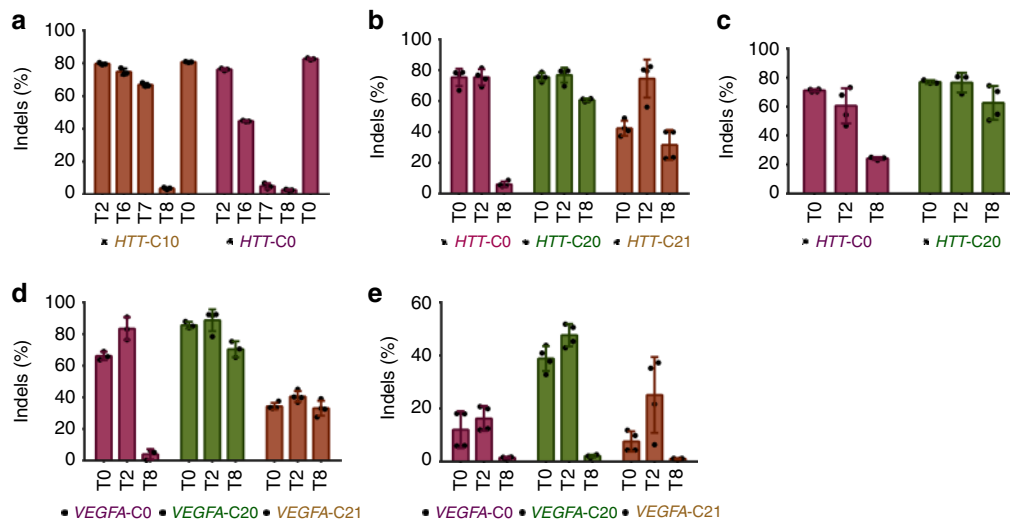 a
Indels (%)
100
80
60
40
20
0
T2 T6 T7 T8 T0 T2 T6 T7 T8 T0
HTT-C10 HTT-C0
b
Indels (%)
100
80
60
40
20
0
T0 T2 T8 T0 T2 T8 T0 T2 T8
HTT-C0 HTT-C20 HTT-C21
c
Indels (%)
100
80
60
40
20
0
T0 T2 T8 T0 T2 T8
HTT-C0 HTT-C20
d
Indels (%)
100
80
60
40
20
0
T0 T2 T8 T0 T2 T8 T0 T2 T8
VEGFA-C0 VEGFA-C20 VEGFA-C21
e
Indels (%)
60
40
20
0
T0 T2 T8 T0 T2 T8 T0 T2 T8
VEGFA-C0 VEGFA-C20 VEGFA-C21